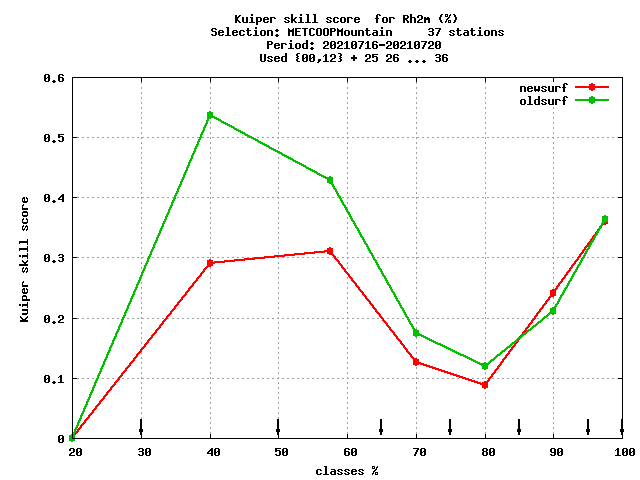 Kuiper skill score  for Rh2m (%)
Selection: METCOOPMountain     37 stations
Period: 20210716-20210720
Used {00,12} + 25 26 ... 36
newsurf
oldsurf
0.6
0.5
0.4
0.3
0.2
0.1
0
Kuiper skill score
20 30 40 50 60 70 80 90 100
classes %